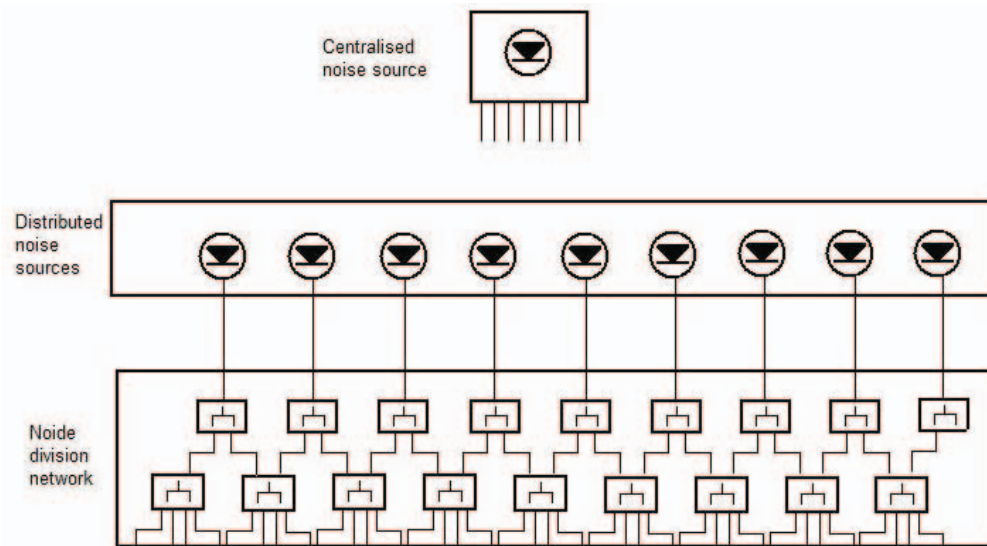 Centralised
noise source
Distributed
noise
sources
Noide
division
network